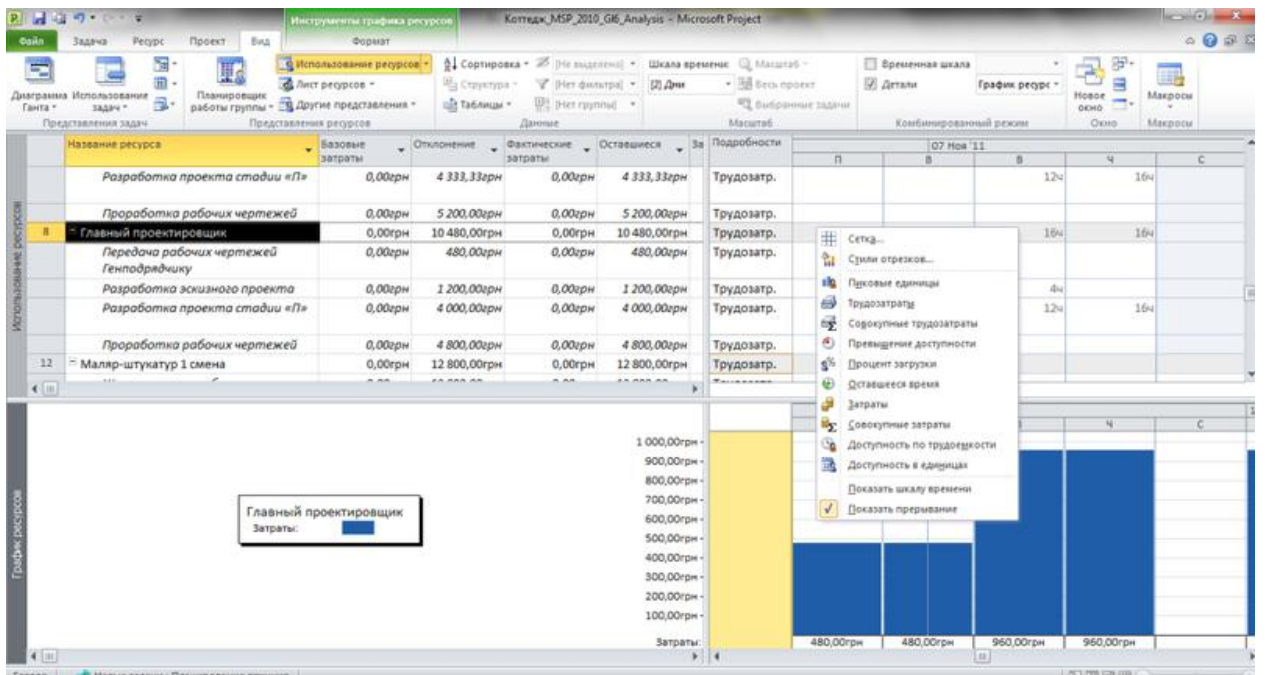 Инструменты графика ресурсов
Коттедж_MSP_2010_GI6_Analysis – Microsoft Project
Файл Задача Ресурс Проект Вид Формат
Использование ресурсов
Лист ресурсов
Другие представления
Диаграмма Ганта
Использование задач
Планировщик работы группы
Сортировка
Структура
Таблицы
[Не выделено]
[Нет фильтра]
[Нет группы]
Шкала времени:
[2] Дни
Масштаб
Весь проект
Выбранные задачи
Временная шкала
Детали
График ресурс
Новое окно
Макросы
Представления задач
Представления ресурсов
Данные
Масштаб
Комбинированный режим
Окно
Макросы
Использование ресурсов
Название ресурса Базовые затраты Отклонение Фактические затраты Оставшиеся За Подробности
07 Ноя '11
П В В Ч С
Разработка проекта стадии «П» 0,00грн 4 333,33грн 0,00грн 4 333,33грн Трудозатр. 12ч 16ч
Проработка рабочих чертежей 0,00грн 5 200,00грн 0,00грн 5 200,00грн Трудозатр.
8 Главный проектировщик 0,00грн 10 480,00грн 0,00грн 10 480,00грн Трудозатр. 16ч 16ч
Передача рабочих чертежей Генподрядчику 0,00грн 480,00грн 0,00грн 480,00грн Трудозатр.
Разработка эскизного проекта 0,00грн 1 200,00грн 0,00грн 1 200,00грн Трудозатр. 4ч
Разработка проекта стадии «П» 0,00грн 4 000,00грн 0,00грн 4 000,00грн Трудозатр. 12ч 16ч
Проработка рабочих чертежей 0,00грн 4 800,00грн 0,00грн 4 800,00грн Трудозатр.
12 Маляр-штукатур 1 смена 0,00грн 12 800,00грн 0,00грн 12 800,00грн Трудозатр.
Сетка...
Стили отрезков...
Пиковые единицы
Трудозатраты
Совокупные трудозатраты
Превышение доступности
Процент загрузки
Оставшееся время
Затраты
Совокупные затраты
Доступность по трудоемкости
Доступность в единицах
Показать шкалу времени
Показать прерывание
График ресурсов
Ч С
Главный проектировщик
Затраты:
1 000,00грн
900,00грн
800,00грн
700,00грн
600,00грн
500,00грн
400,00грн
300,00грн
200,00грн
100,00грн
Затраты: 480,00грн 480,00грн 960,00грн 960,00грн